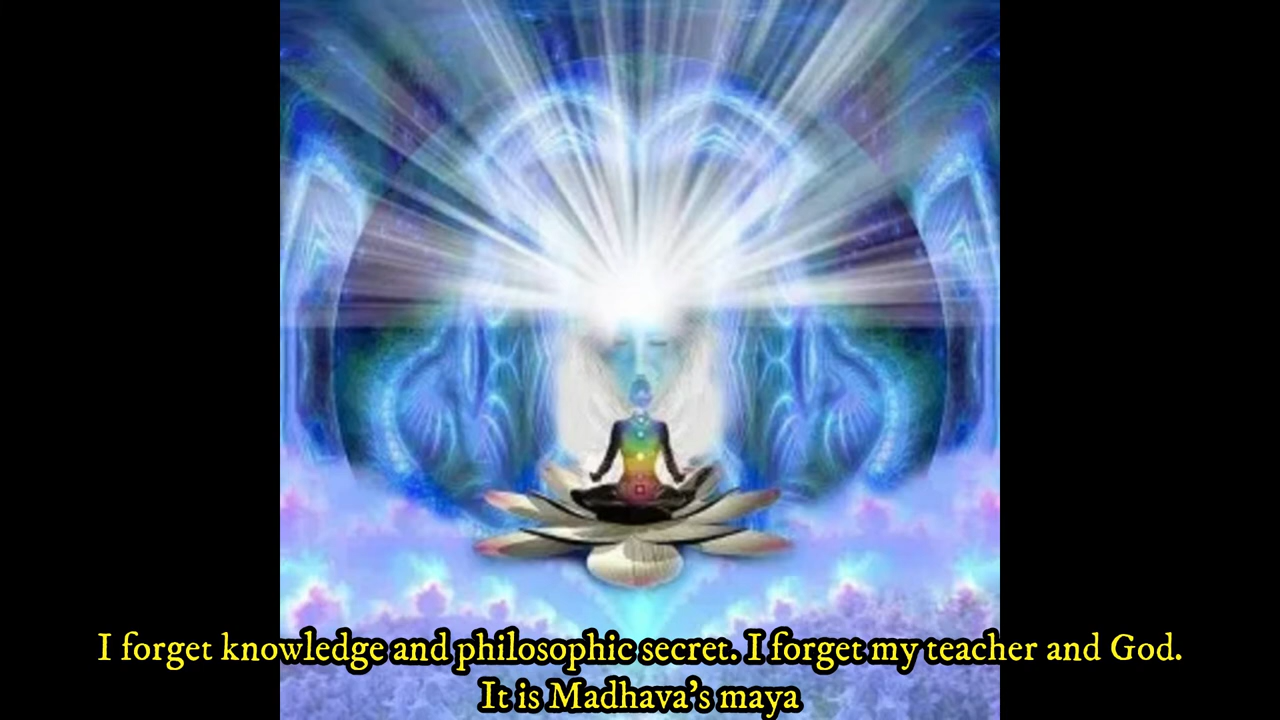 I forget knowledge and philosophic secret. I forget my teacher and God.
It is Madhava's maya